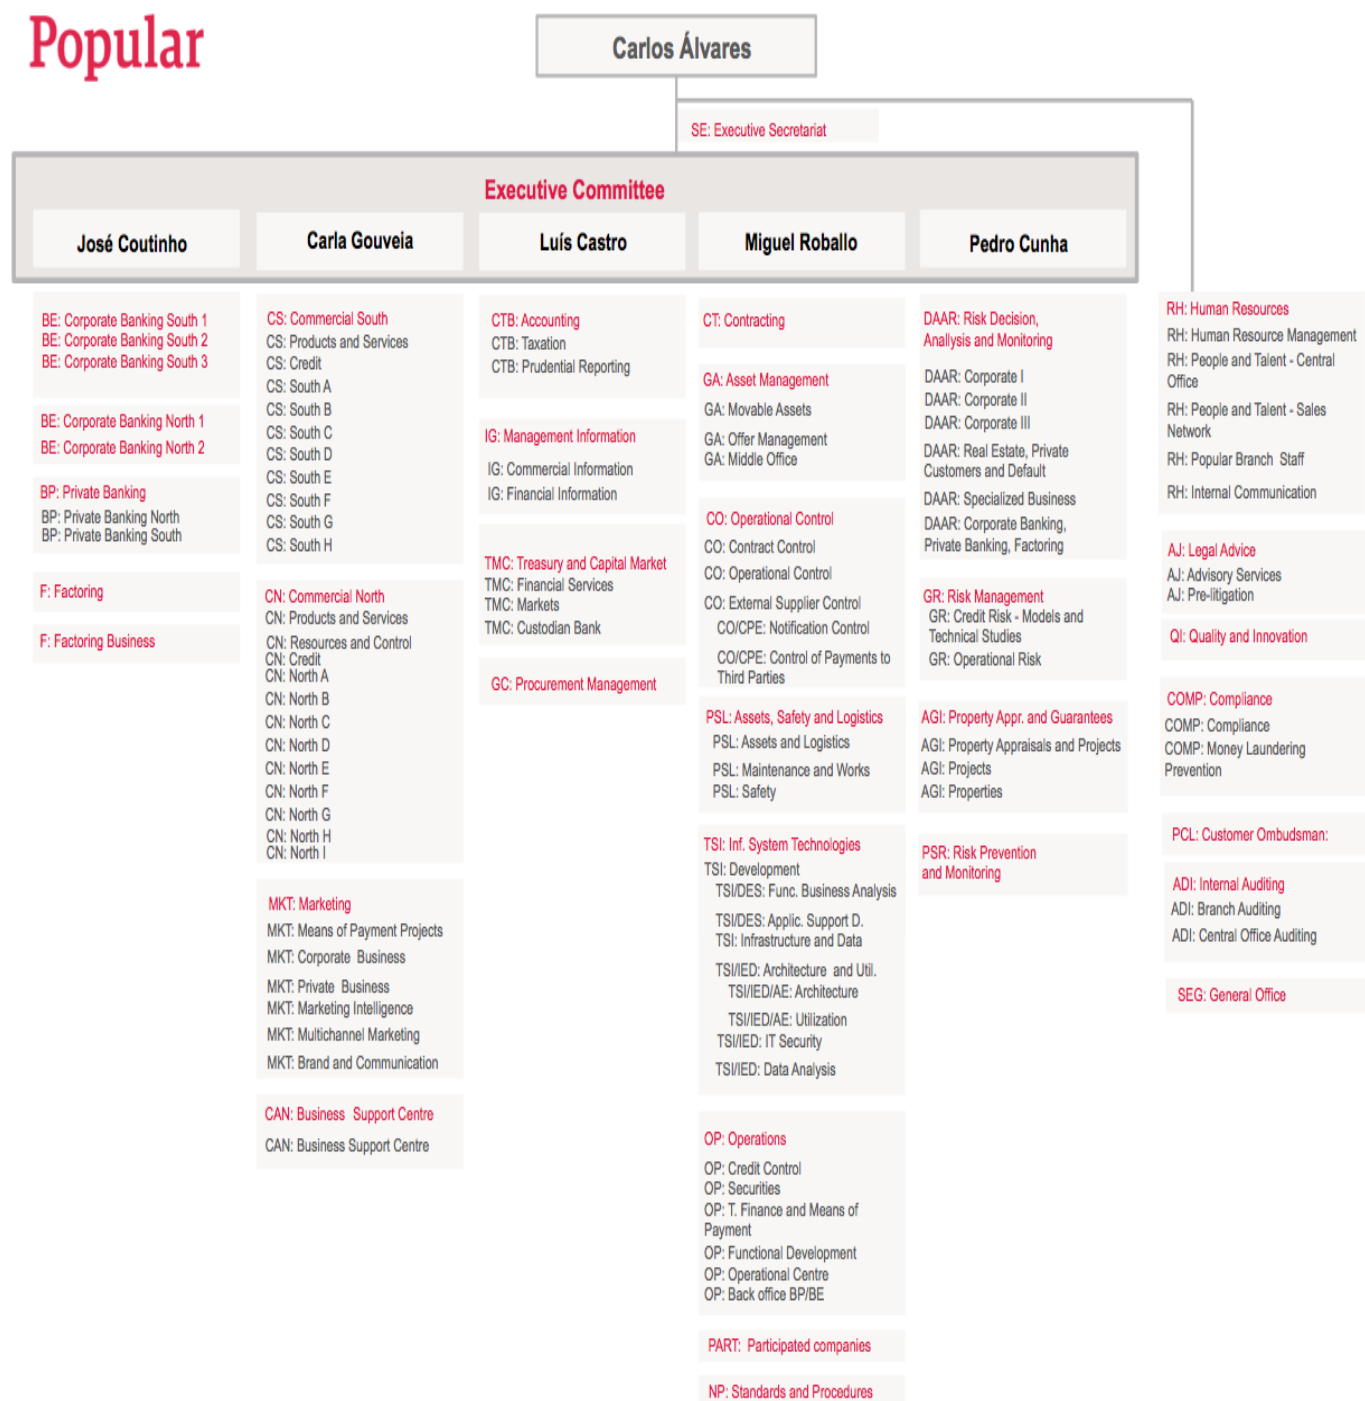 Popular
Carlos Álvares
SE: Executive Secretariat
Executive Committee
José Coutinho
Carla Gouveia
Luís Castro
Miguel Roballo
Pedro Cunha
BE: Corporate Banking South 1
BE: Corporate Banking South 2
BE: Corporate Banking South 3
BE: Corporate Banking North 1
BE: Corporate Banking North 2
BP: Private Banking
BP: Private Banking North
BP: Private Banking South
F: Factoring
F: Factoring Business
CS: Commercial South
CS: Products and Services
CS: Credit
CS: South A
CS: South B
CS: South C
CS: South D
CS: South E
CS: South F
CS: South G
CS: South H
CN: Commercial North
CN: Products and Services
CN: Resources and Control
CN: Credit
CN: North A
CN: North B
CN: North C
CN: North D
CN: North E
CN: North F
CN: North G
CN: North H
CN: North I
MKT: Marketing
MKT: Means of Payment Projects
MKT: Corporate Business
MKT: Private Business
MKT: Marketing Intelligence
MKT: Multichannel Marketing
MKT: Brand and Communication
CAN: Business Support Centre
CAN: Business Support Centre
CTB: Accounting
CTB: Taxation
CTB: Prudential Reporting
IG: Management Information
IG: Commercial Information
IG: Financial Information
TMC: Treasury and Capital Market
TMC: Financial Services
TMC: Markets
TMC: Custodian Bank
GC: Procurement Management
CT: Contracting
GA: Asset Management
GA: Movable Assets
GA: Offer Management
GA: Middle Office
CO: Operational Control
CO: Contract Control
CO: Operational Control
CO: External Supplier Control
CO/CPE: Notification Control
CO/CPE: Control of Payments to
Third Parties
PSL: Assets, Safety and Logistics
PSL: Assets and Logistics
PSL: Maintenance and Works
PSL: Safety
TSI: Inf. System Technologies
TSI: Development
TSI/DES: Func. Business Analysis
TSI/DES: Applic. Support D.
TSI: Infrastructure and Data
TSI/IED: Architecture and Util.
TSI/IED/AE: Architecture
TSI/IED/AE: Utilization
TSI/IED: IT Security
TSI/IED: Data Analysis
OP: Operations
OP: Credit Control
OP: Securities
OP: T. Finance and Means of
Payment
OP: Functional Development
OP: Operational Centre
OP: Back office BP/BE
PART: Participated companies
NP: Standards and Procedures
DAAR: Risk Decision,
Anallysis and Monitoring
DAAR: Corporate I
DAAR: Corporate II
DAAR: Corporate III
DAAR: Real Estate, Private
Customers and Default
DAAR: Specialized Business
DAAR: Corporate Banking,
Private Banking, Factoring
GR: Risk Management
GR: Credit Risk - Models and
Technical Studies
GR: Operational Risk
AGI: Property Appr. and Guarantees
AGI: Property Appraisals and Projects
AGI: Projects
AGI: Properties
PSR: Risk Prevention
and Monitoring
RH: Human Resources
RH: Human Resource Management
RH: People and Talent - Central
Office
RH: People and Talent - Sales
Network
RH: Popular Branch Staff
RH: Internal Communication
AJ: Legal Advice
AJ: Advisory Services
AJ: Pre-litigation
QI: Quality and Innovation
COMP: Compliance
COMP: Compliance
COMP: Money Laundering
Prevention
PCL: Customer Ombudsman:
ADI: Internal Auditing
ADI: Branch Auditing
ADI: Central Office Auditing
SEG: General Office